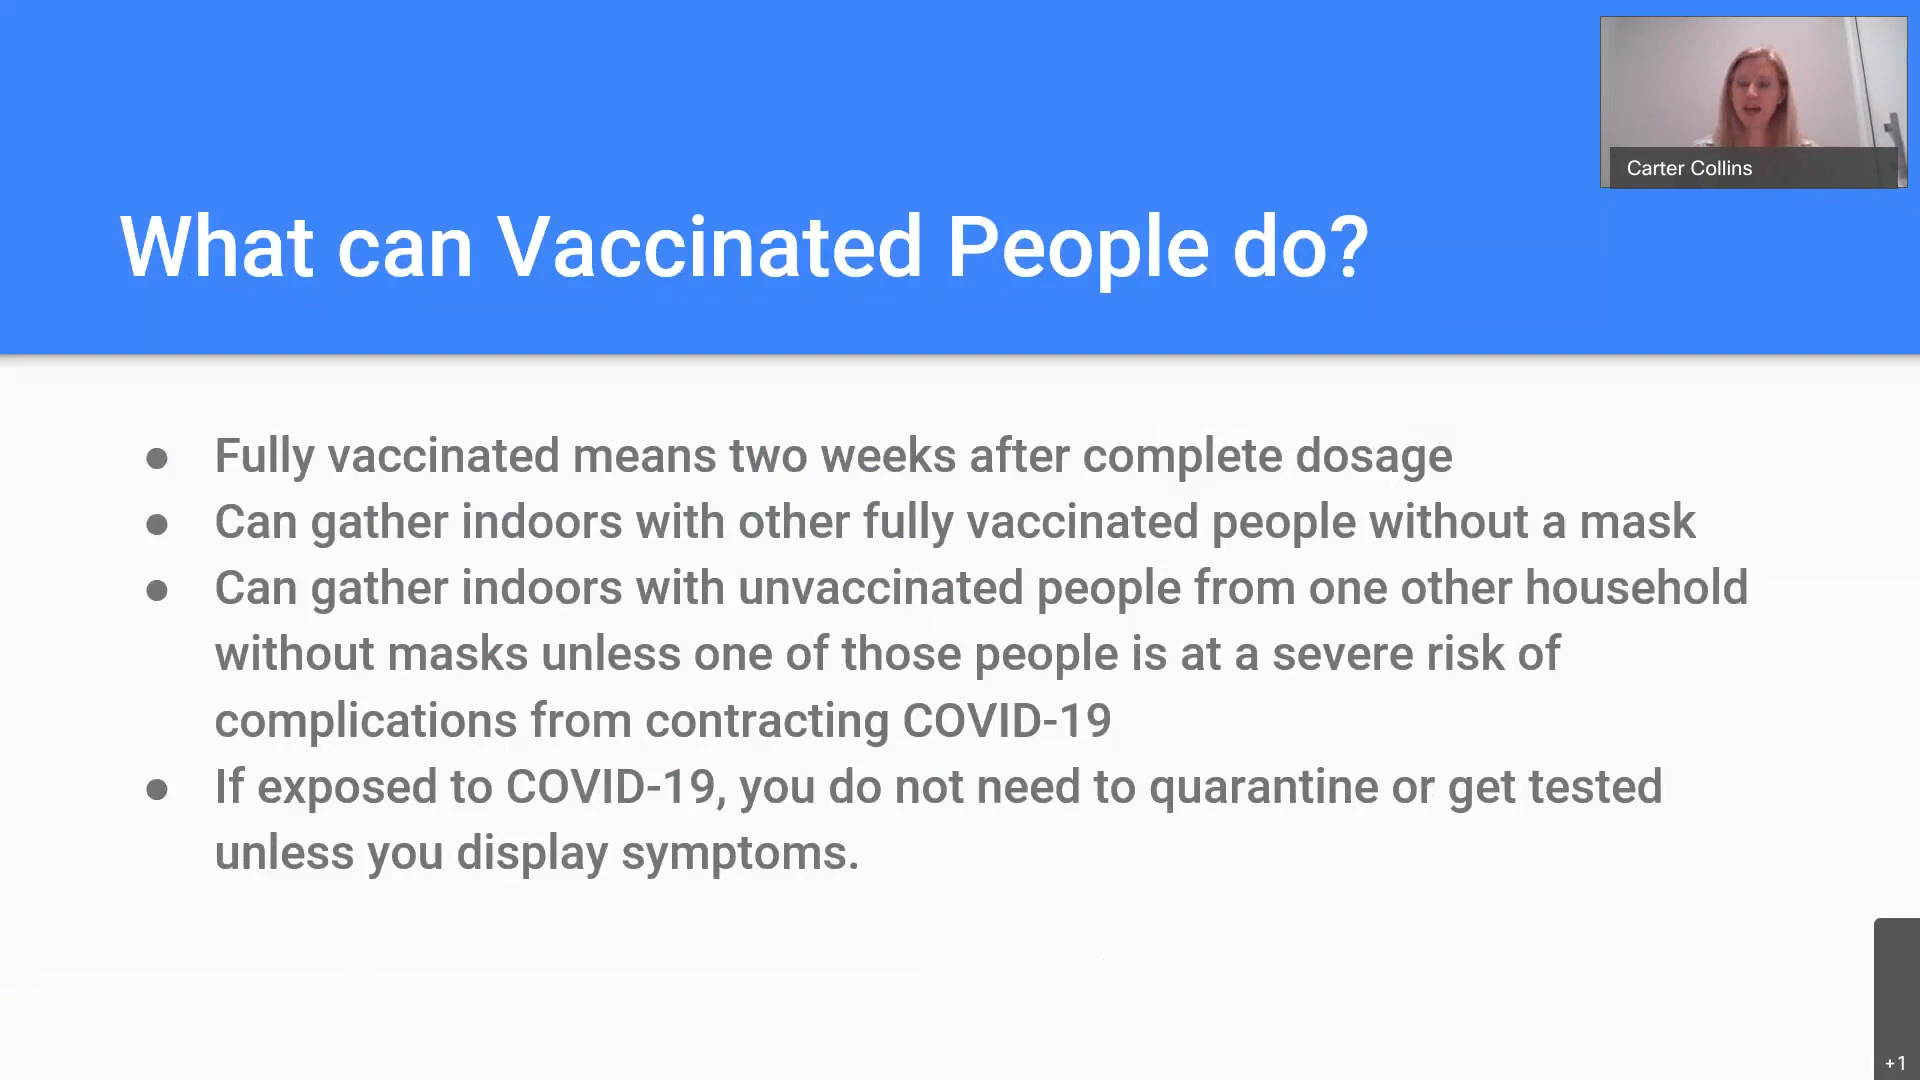 Carter Collins
What can Vaccinated People do?
● Fully vaccinated means two weeks after complete dosage
● Can gather indoors with other fully vaccinated people without a mask
● Can gather indoors with unvaccinated people from one other household
without masks unless one of those people is at a severe risk of
complications from contracting COVID-19
● If exposed to COVID-19, you do not need to quarantine or get tested
unless you display symptoms.
+1